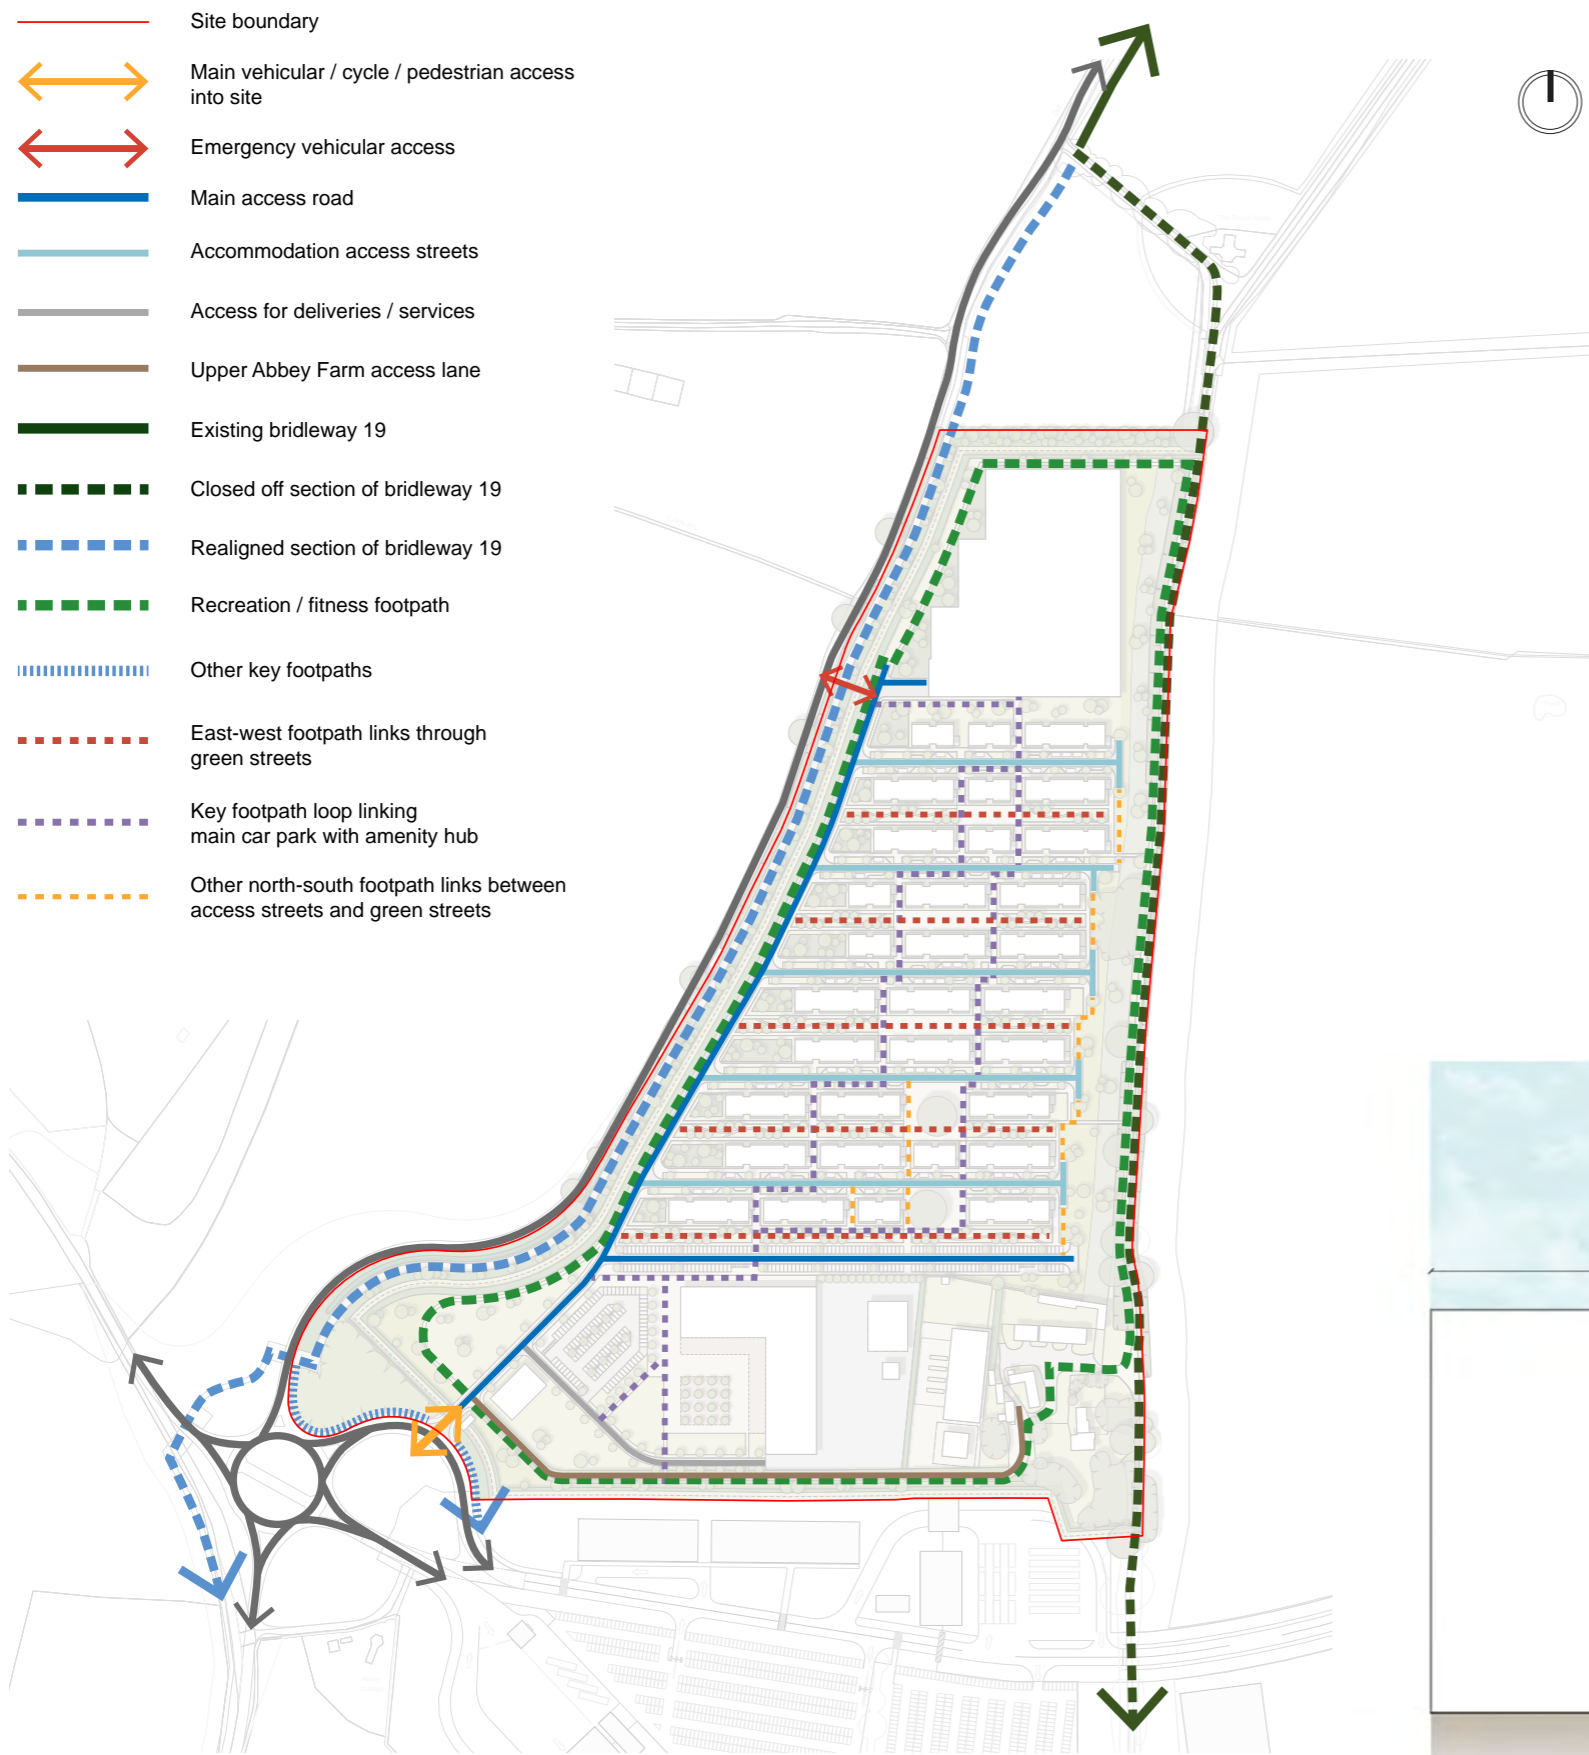 Site boundary
Main vehicular / cycle / pedestrian access
into site
Emergency vehicular access
Main access road
Accommodation access streets
Access for deliveries / services
Upper Abbey Farm access lane
Existing bridleway 19
Closed off section of bridleway 19
Realigned section of bridleway 19
Recreation / fitness footpath
Other key footpaths
East-west footpath links through
green streets
Key footpath loop linking
main car park with amenity hub
Other north-south footpath links between
access streets and green streets